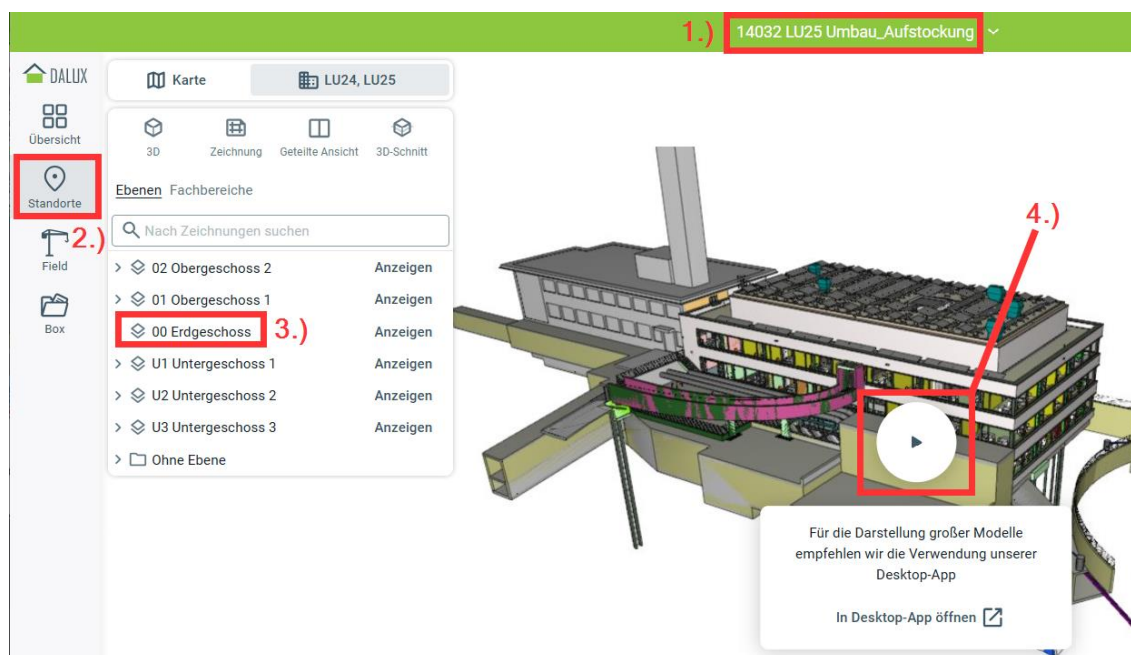 1.) 14032 LU25 Umbau_Aufstockung
DALUX
Übersicht
Standorte
2.)
Field
Box
Karte
LU24, LU25
3D
Zeichnung
Geteilte Ansicht
3D-Schnitt
Ebenen Fachbereiche
Nach Zeichnungen suchen
02 Obergeschoss 2 Anzeigen
01 Obergeschoss 1 Anzeigen
00 Erdgeschoss 3.) Anzeigen
U1 Untergeschoss 1 Anzeigen
U2 Untergeschoss 2 Anzeigen
U3 Untergeschoss 3 Anzeigen
Ohne Ebene
4.)
Für die Darstellung großer Modelle
empfehlen wir die Verwendung unserer
Desktop-App
In Desktop-App öffnen